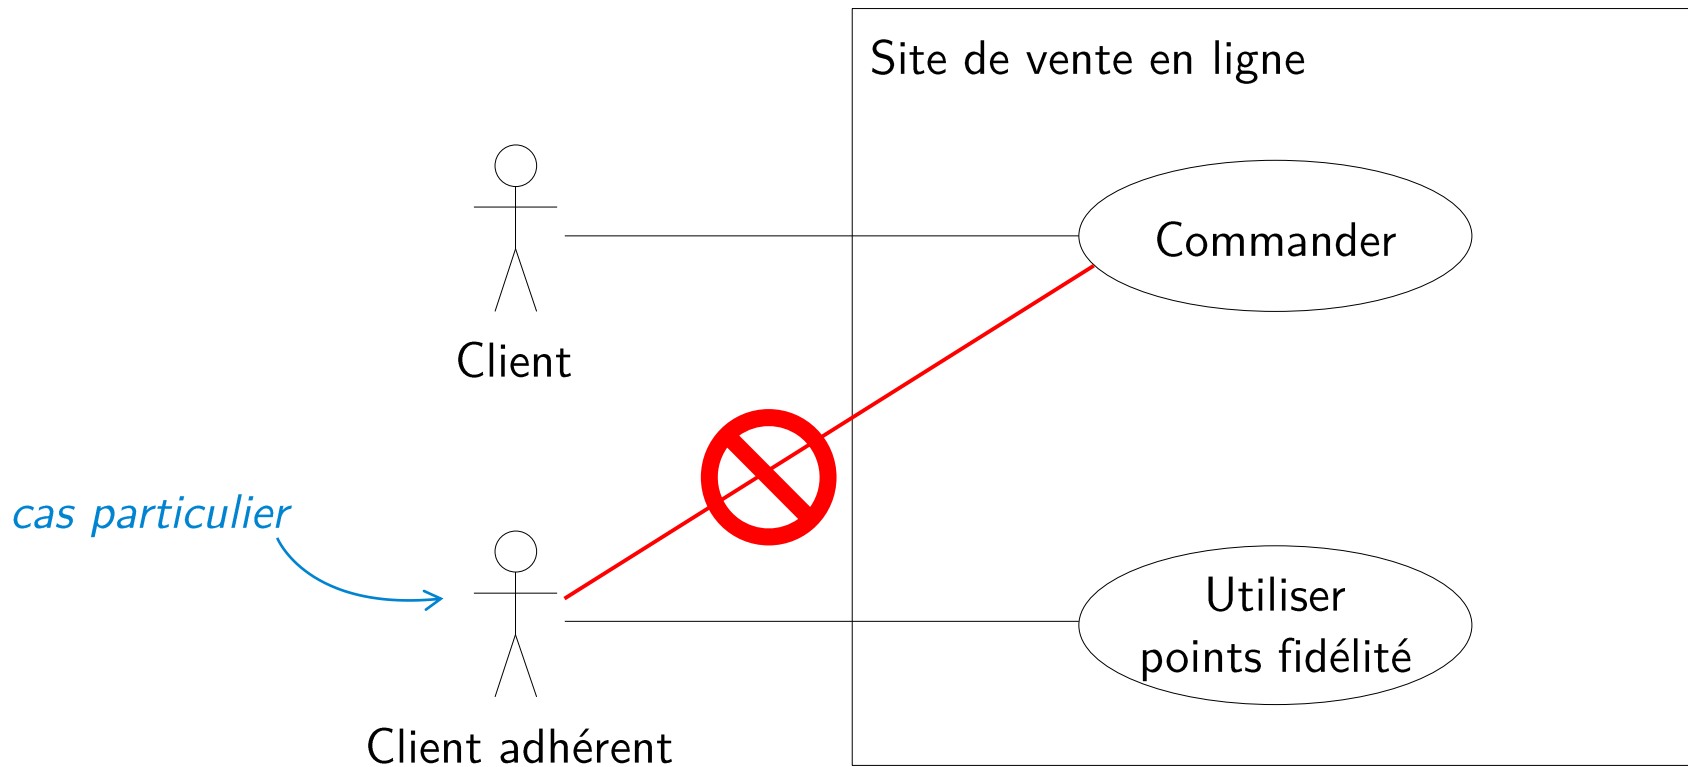 Site de vente en ligne
Commander
Client
cas particulier
Utiliser
points fidélité
Client adhérent